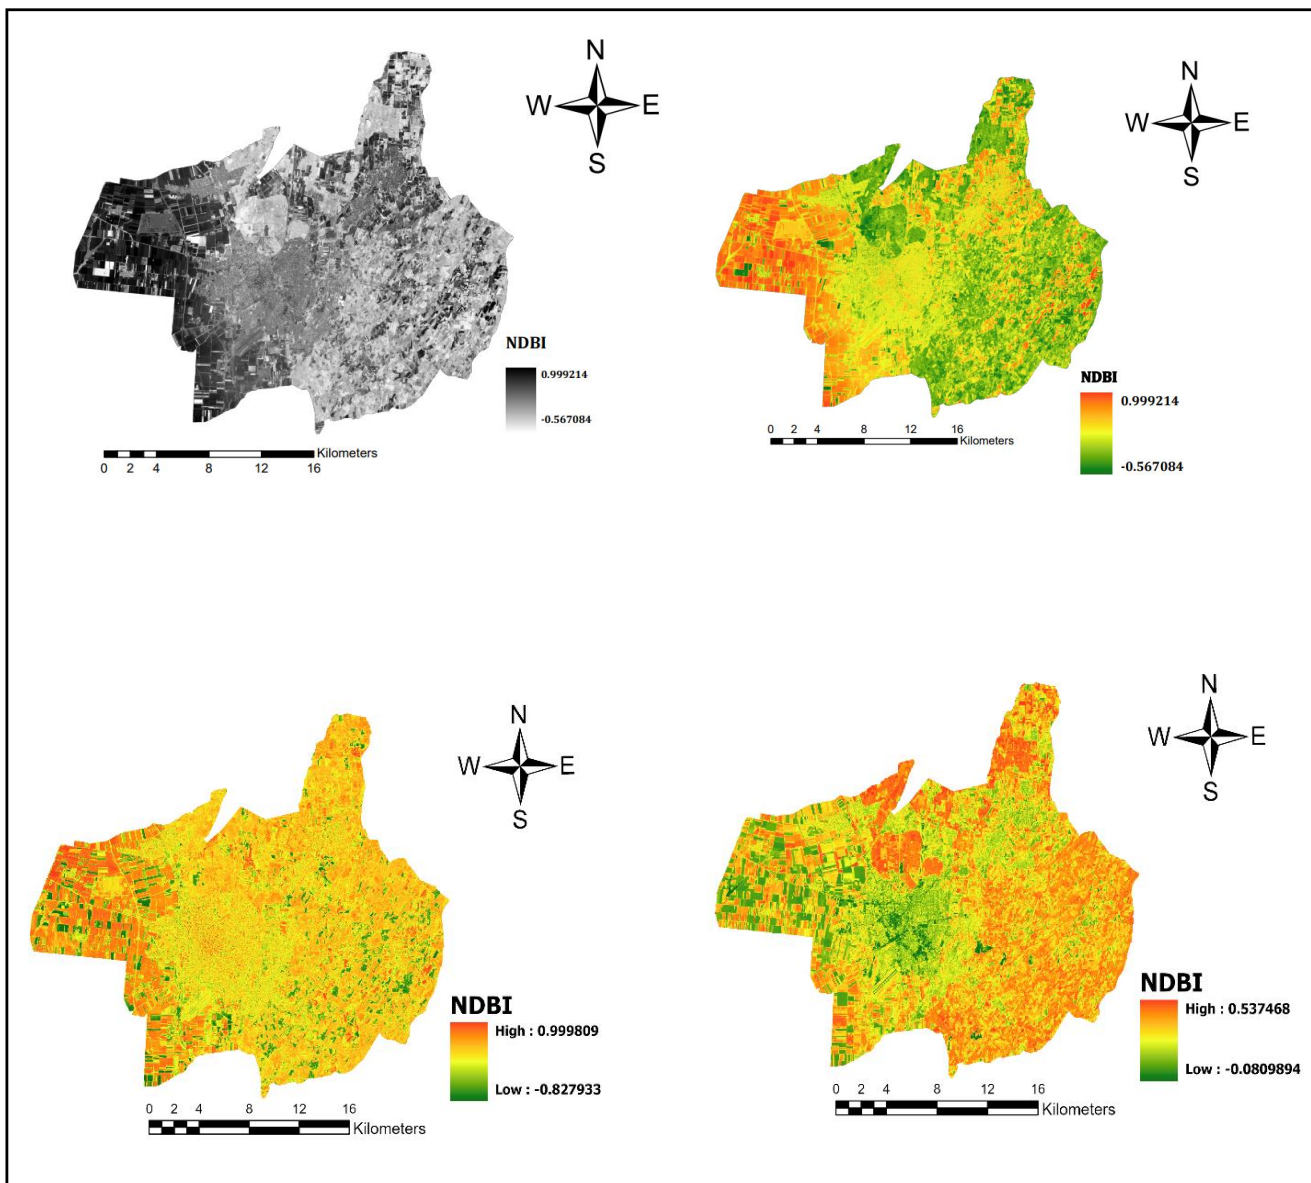 N
W E
S
NDBI
0.999214
-0.567084
Kilometers
0 2 4 8 12 16
N
W E
S
NDBI
0.999214
-0.567084
0 2 4 8 12 16
Kilometers
N
W E
S
NDBI
High : 0.999809
Low : -0.827933
0 2 4 8 12 16
Kilometers
N
W E
S
NDBI
High : 0.537468
Low : -0.0809894
0 2 4 8 12 16
Kilometers